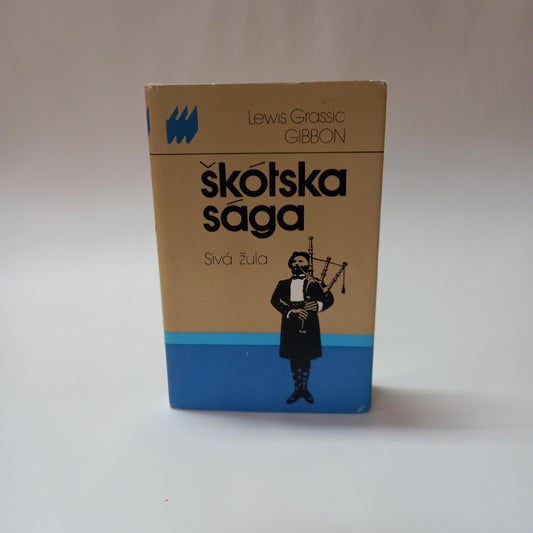 Lewis Grassic
GIBBON
škótska
sága
Sivá žula